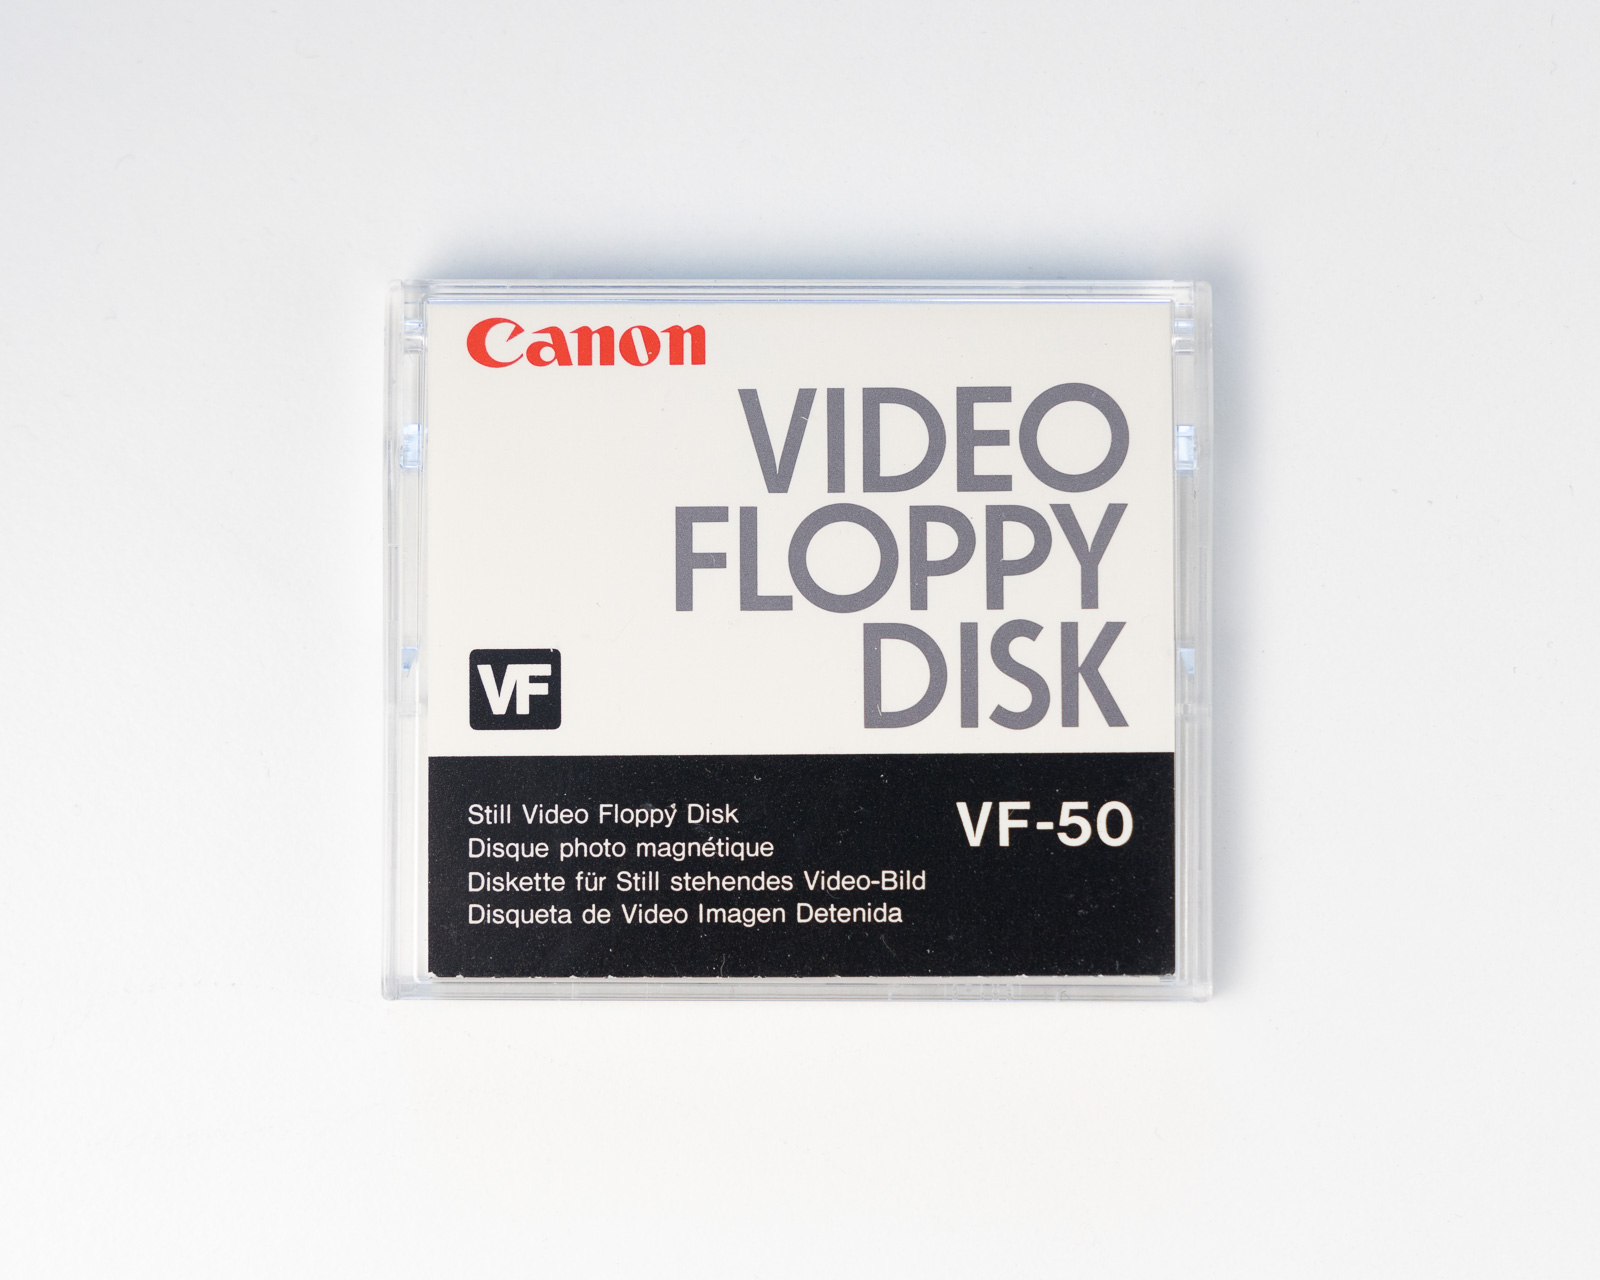 Canon
VIDEO
FLOPPY
DISK
VF
Still Video Floppy Disk
Disque photo magnétique
Diskette für Still stehendes Video-Bild
Disqueta de Video Imagen Detenida
VF-50